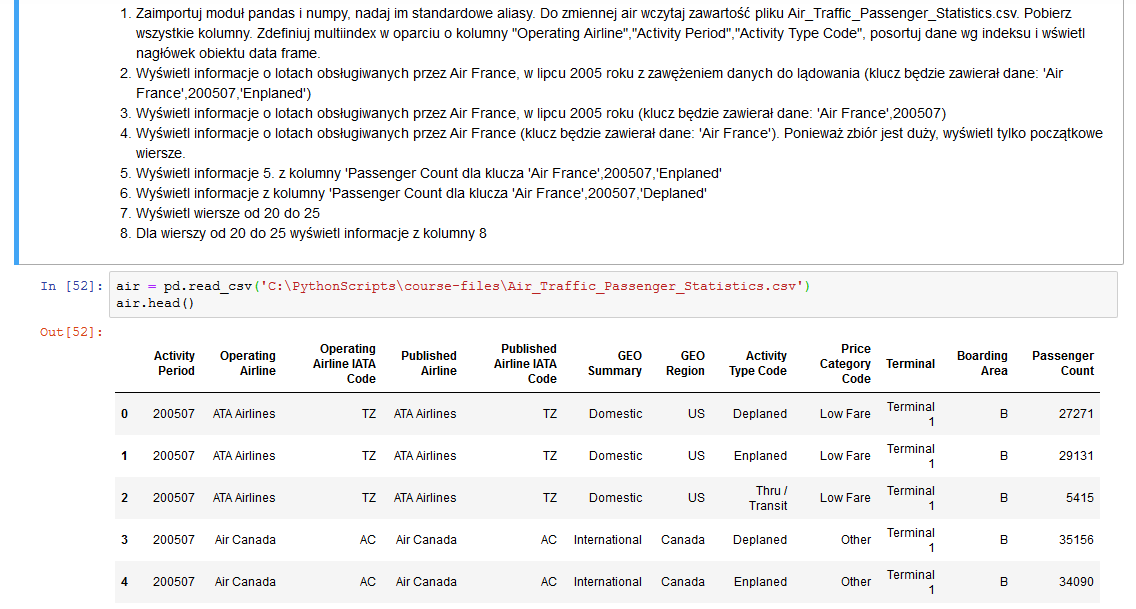 1. Zaimportuj moduł pandas i numpy, nadaj im standardowe aliasy. Do zmiennej air wczytaj zawartość pliku Air_Traffic_Passenger_Statistics.csv. Pobierz
wszystkie kolumny. Zdefiniuj multiindex w oparciu o kolumny "Operating Airline","Activity Period","Activity Type Code", posortuj dane wg indeksu i wświetl
nagłówek obiektu data frame.
2. Wyświetl informacje o lotach obsługiwanych przez Air France, w lipcu 2005 roku z zawężeniem danych do lądowania (klucz będzie zawierał dane: 'Air
France',200507,'Enplaned')
3. Wyświetl informacje o lotach obsługiwanych przez Air France, w lipcu 2005 roku (klucz będzie zawierał dane: 'Air France',200507)
4. Wyświetl informacje o lotach obsługiwanych przez Air France (klucz będzie zawierał dane: 'Air France'). Ponieważ zbiór jest duży, wyświetl tylko początkowe
wiersze.
5. Wyświetl informacje 5. z kolumny 'Passenger Count dla klucza 'Air France',200507,'Enplaned'
6. Wyświetl informacje z kolumny 'Passenger Count dla klucza 'Air France',200507,'Deplaned'
7. Wyświetl wiersze od 20 do 25
8. Dla wierszy od 20 do 25 wyświetl informacje z kolumny 8
In [52]: air = pd.read_csv('C:\PythonScripts\course-files\Air_Traffic_Passenger_Statistics.csv')
air.head()
Out[52]:
Activity Period Operating Airline Operating Airline IATA Code Published Airline Published Airline IATA Code GEO Summary GEO Region Activity Type Code Price Category Code Terminal Boarding Area Passenger Count
0 200507 ATA Airlines TZ ATA Airlines TZ Domestic US Deplaned Low Fare Terminal 1 B 27271
1 200507 ATA Airlines TZ ATA Airlines TZ Domestic US Enplaned Low Fare Terminal 1 B 29131
2 200507 ATA Airlines TZ ATA Airlines TZ Domestic US Thru / Transit Low Fare Terminal 1 B 5415
3 200507 Air Canada AC Air Canada AC International Canada Deplaned Other Terminal 1 B 35156
4 200507 Air Canada AC Air Canada AC International Canada Enplaned Other Terminal 1 B 34090